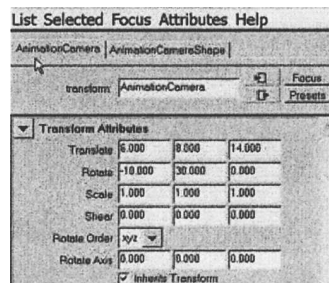 List Selected Focus Attributes Help
AnimationCamera AnimationCameraShape
transform: AnimationCamera Focus
Presets
Transform Attributes
Translate 6.000 8.000 14.000
Rotate -10.000 30.000 0.000
Scale 1.000 1.000 1.000
Shear 0.000 0.000 0.000
Rotate Order xyz
Rotate Axis 0.000 0.000 0.000
Inherits Transform